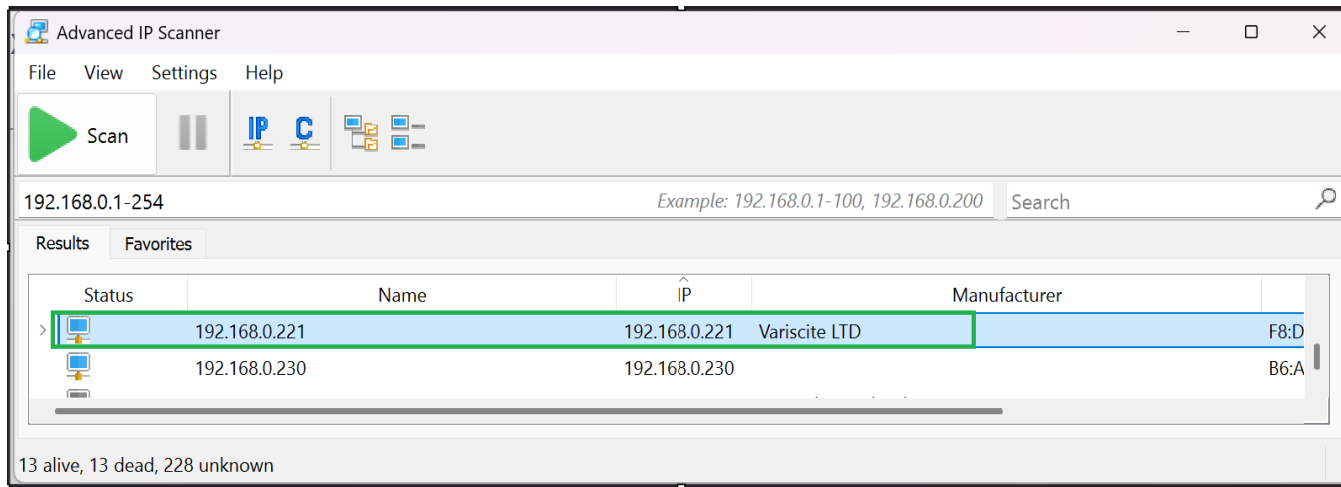 Advanced IP Scanner
File View Settings Help
Scan IP C
192.168.0.1-254 Example: 192.168.0.1-100, 192.168.0.200 Search
Results Favorites
Status Name IP Manufacturer
192.168.0.221 192.168.0.221 Variscite LTD F8:D
192.168.0.230 192.168.0.230 B6:A
13 alive, 13 dead, 228 unknown